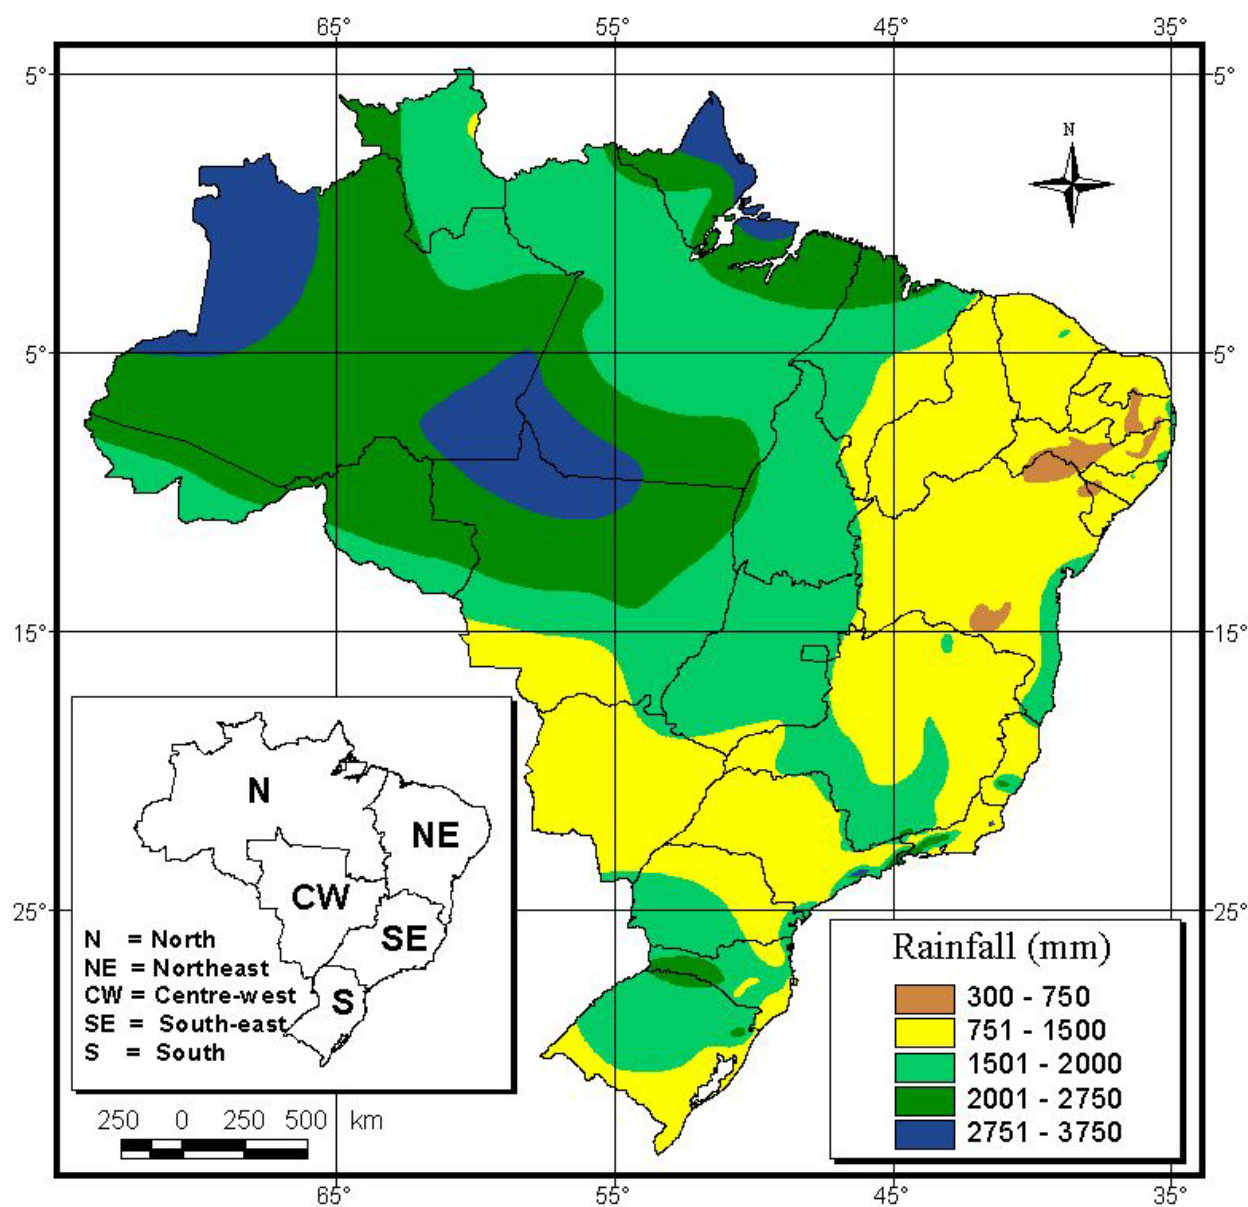 65° 55° 45° 35°
5° 5°
N
5° 5°
15° 15°
25° 25°
N
NE
CW
SE
S
N = North
NE = Northeast
CW = Centre-west
SE = South-east
S = South
Rainfall (mm)
300 - 750
751 - 1500
1501 - 2000
2001 - 2750
2751 - 3750
250 0 250 500 km
65° 55° 45° 35°